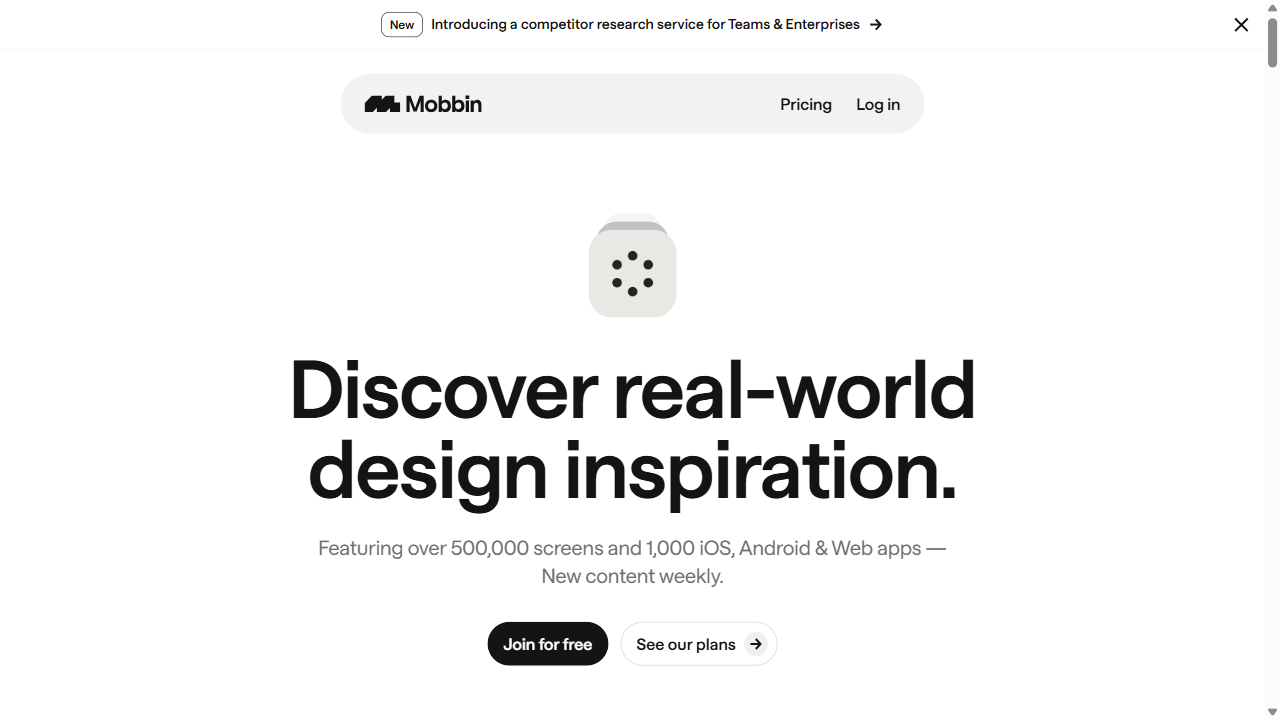 New Introducing a competitor research service for Teams & Enterprises
Mobbin Pricing Log in
Discover real-world
design inspiration.
Featuring over 500,000 screens and 1,000 iOS, Android & Web apps —
New content weekly.
Join for free See our plans